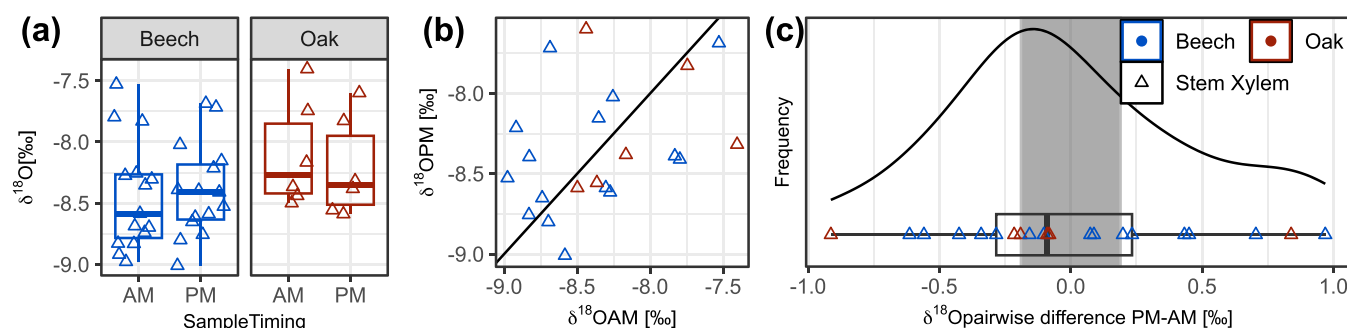 (a)
Beech
Oak
δ¹⁸O[‰]
-7.5
-8.0
-8.5
-9.0
AM
PM
AM
PM
SampleTiming
(b)
δ¹⁸OPM [‰]
-8.0
-8.5
-9.0
-9.0
-8.5
-8.0
-7.5
δ¹⁸OAM [‰]
(c)
Frequency
Beech
Oak
Stem Xylem
-1.0
-0.5
0.0
0.5
1.0
δ¹⁸Opairwise difference PM-AM [‰]